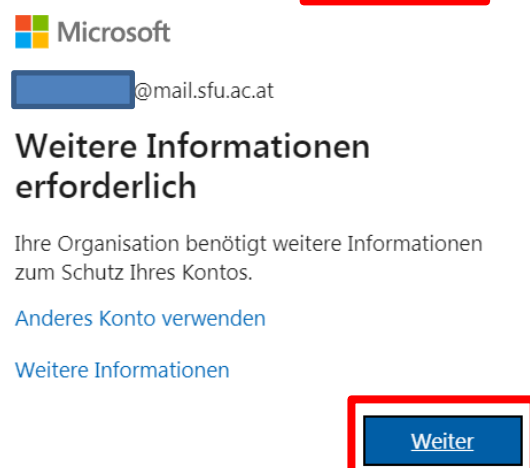 Microsoft
@mail.sfu.ac.at
Weitere Informationen
erforderlich
Ihre Organisation benötigt weitere Informationen
zum Schutz Ihres Kontos.
Anderes Konto verwenden
Weitere Informationen
Weiter